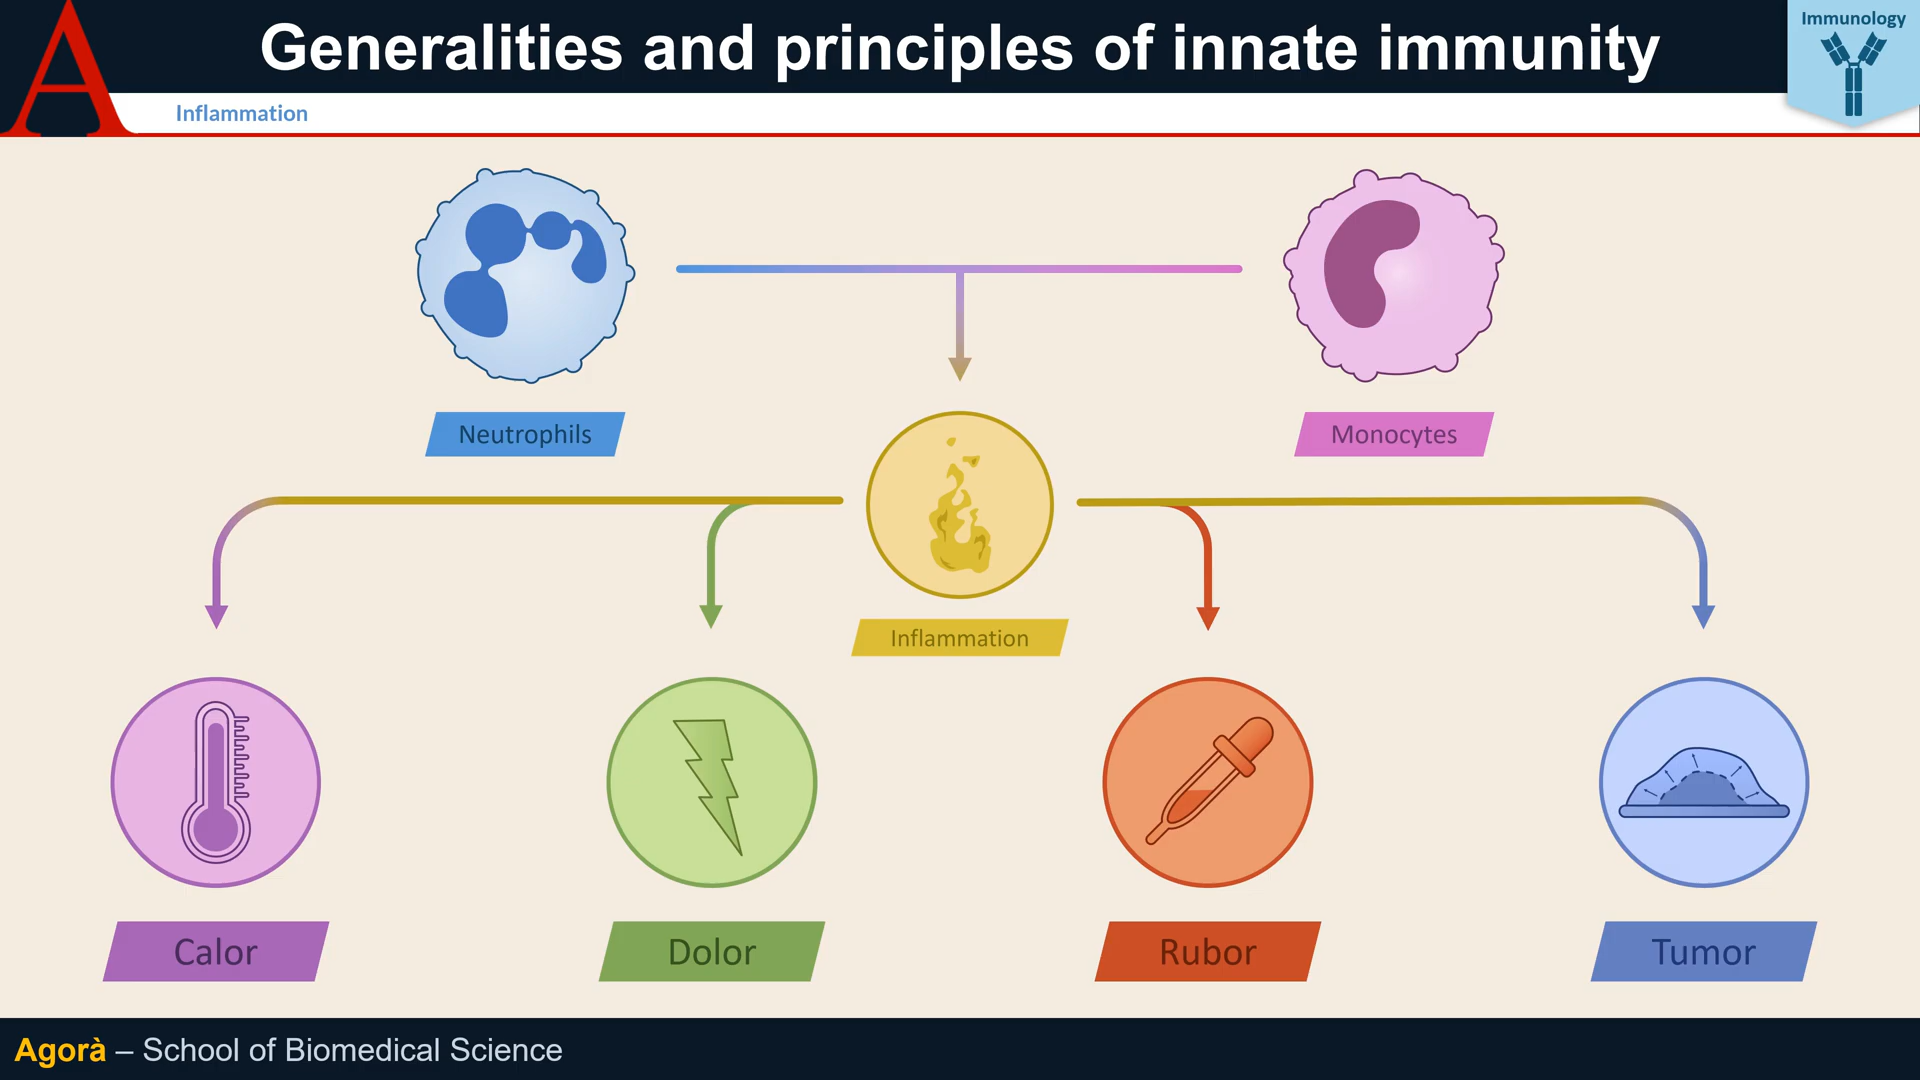 Generalities and principles of innate immunity
Immunology
Inflammation
Neutrophils
Monocytes
Inflammation
Calor
Dolor
Rubor
Tumor
Agorà – School of Biomedical Science